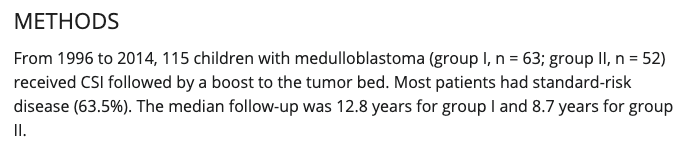 METHODS
From 1996 to 2014, 115 children with medulloblastoma (group I, n = 63; group II, n = 52)
received CSI followed by a boost to the tumor bed. Most patients had standard-risk
disease (63.5%). The median follow-up was 12.8 years for group I and 8.7 years for group
II.